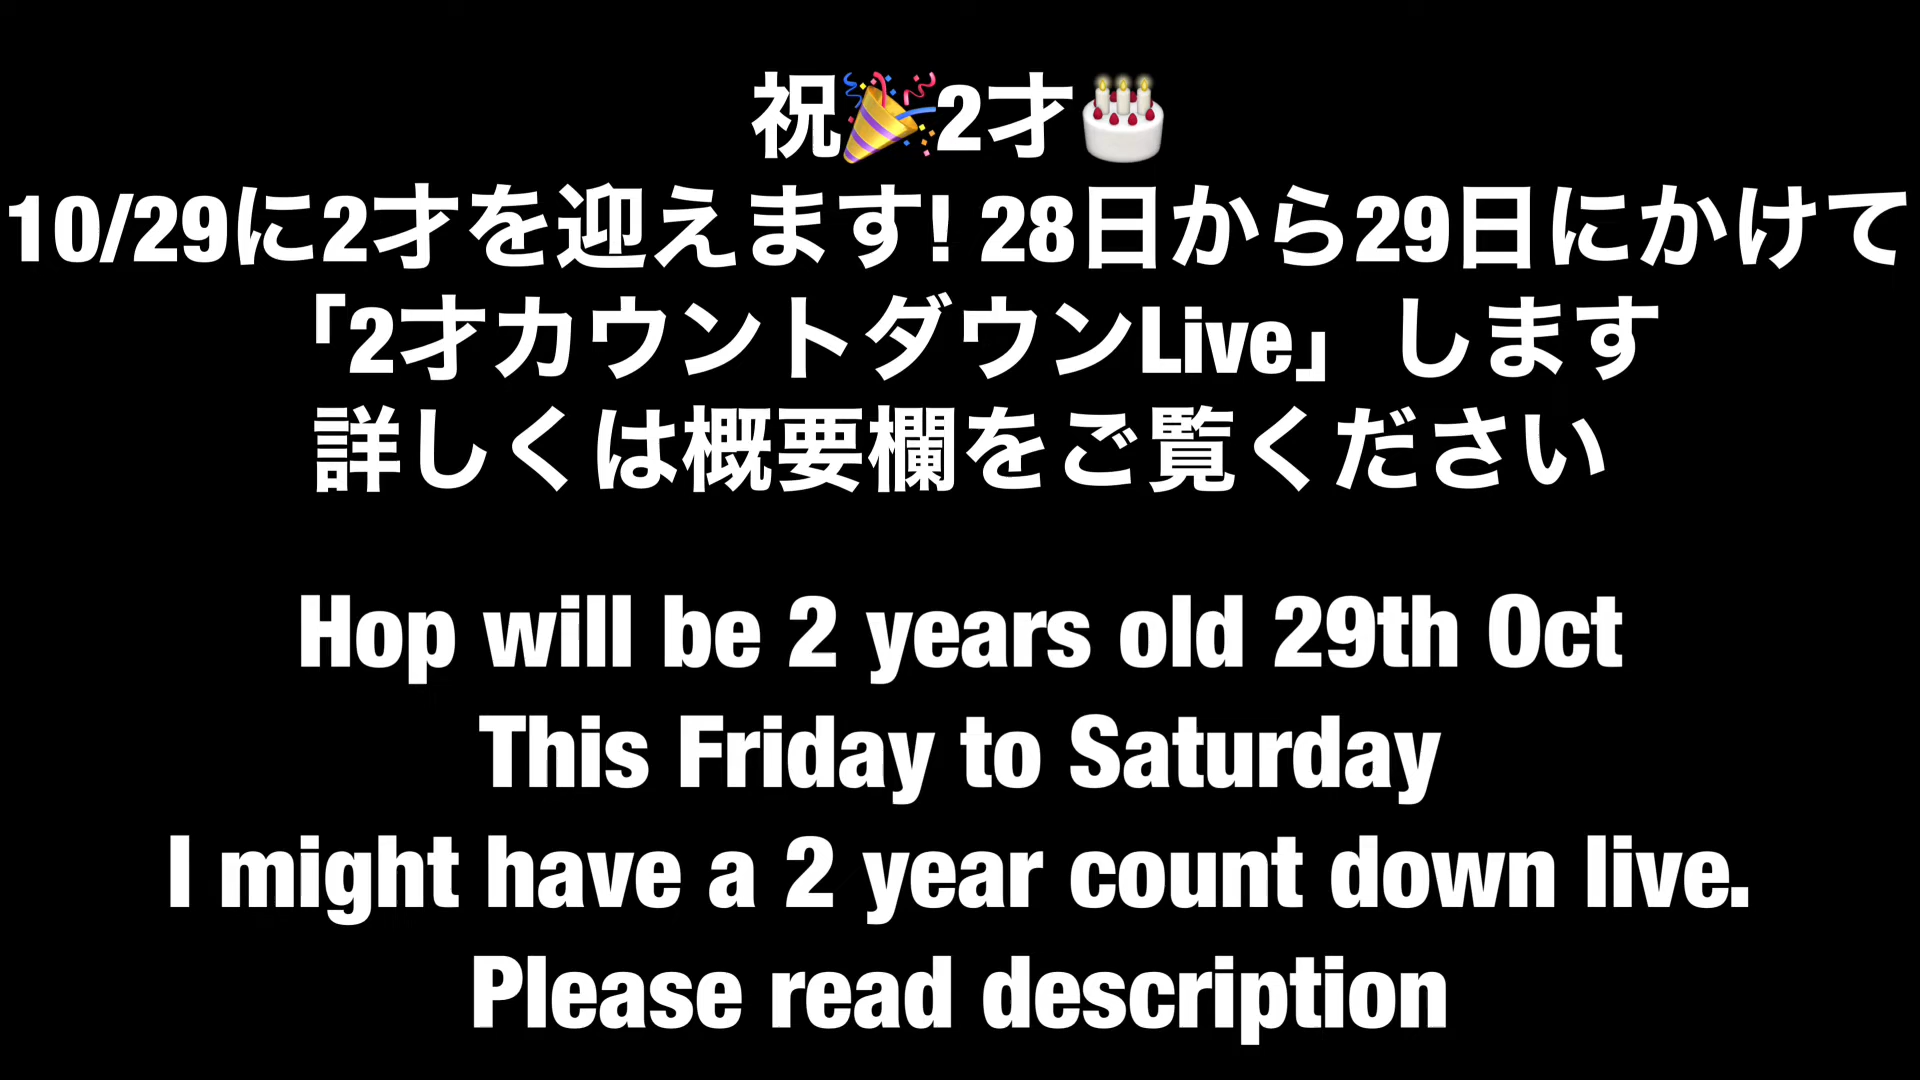 祝🎉2才🎂
10/29に2才を迎えます! 28日から29日にかけて
「2才カウントダウンLive」します
詳しくは概要欄をご覧ください
Hop will be 2 years old 29th Oct
This Friday to Saturday
I might have a 2 year count down live.
Please read description